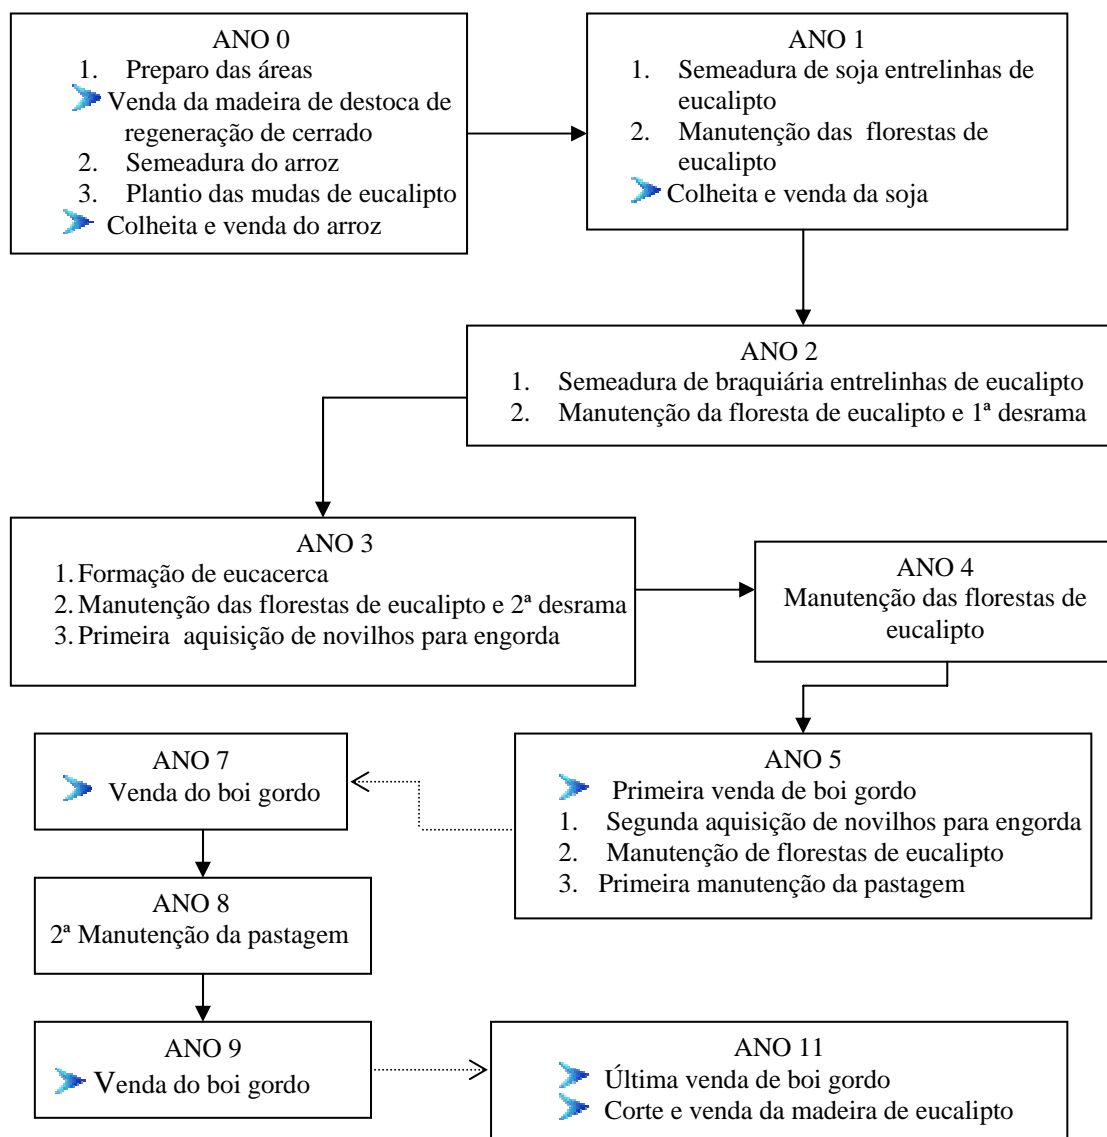 ANO 0
1. Preparo das áreas
Venda da madeira de destoca de
regeneração de cerrado
2. Semeadura do arroz
3. Plantio das mudas de eucalipto
Colheita e venda do arroz
ANO 1
1. Semeadura de soja entrelinhas de
eucalipto
2. Manutenção das florestas de
eucalipto
Colheita e venda da soja
ANO 2
1. Semeadura de braquiária entrelinhas de eucalipto
2. Manutenção da floresta de eucalipto e 1ª desrama
ANO 3
1. Formação de eucacerca
2. Manutenção das florestas de eucalipto e 2ª desrama
3. Primeira aquisição de novilhos para engorda
ANO 4
Manutenção das florestas de
eucalipto
ANO 5
Primeira venda de boi gordo
1. Segunda aquisição de novilhos para engorda
2. Manutenção de florestas de eucalipto
3. Primeira manutenção da pastagem
ANO 7
Venda do boi gordo
ANO 8
2ª Manutenção da pastagem
ANO 9
Venda do boi gordo
ANO 11
Última venda de boi gordo
Corte e venda da madeira de eucalipto